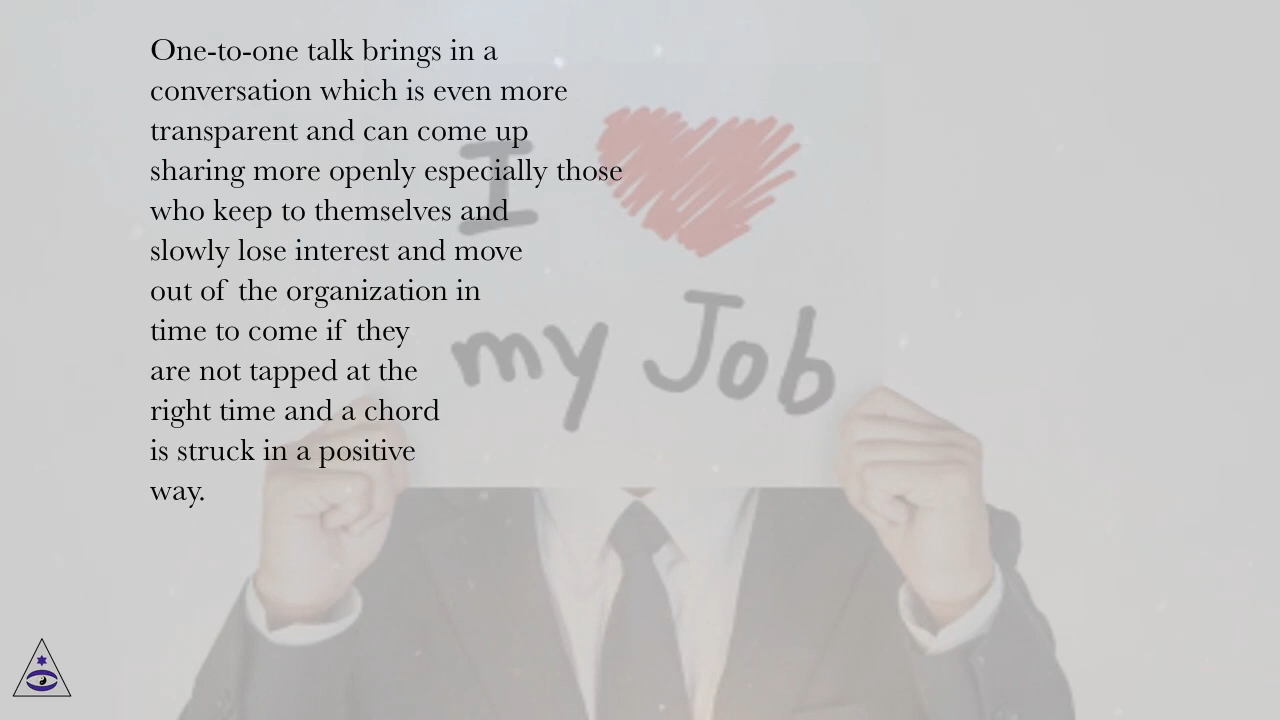 One-to-one talk brings in a
conversation which is even more
transparent and can come up
sharing more openly especially those
who keep to themselves and
slowly lose interest and move
out of the organization in
time to come if they
are not tapped at the
right time and a chord
is struck in a positive
way.
I
my Job